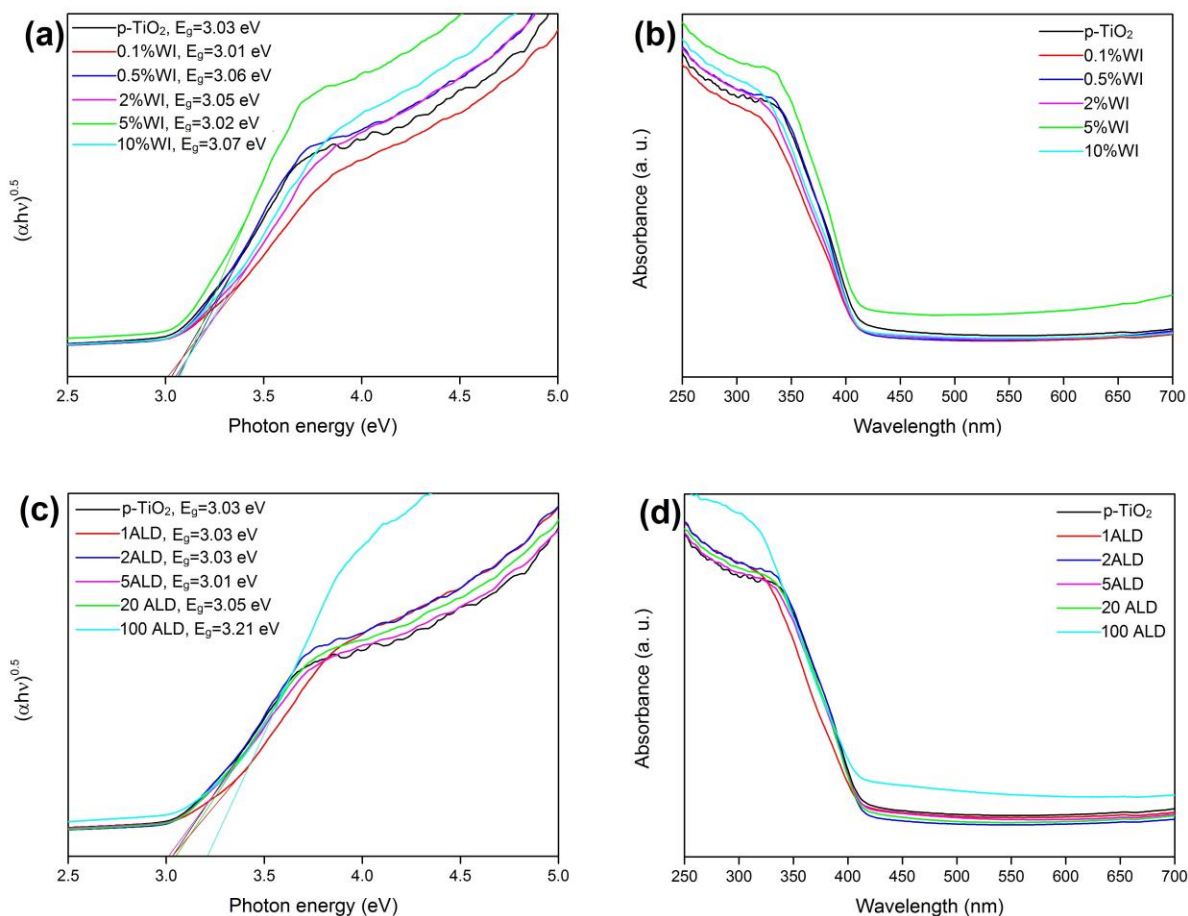 (a)
p-TiO₂, Eg=3.03 eV
0.1%WI, Eg=3.01 eV
0.5%WI, Eg=3.06 eV
2%WI, Eg=3.05 eV
5%WI, Eg=3.02 eV
10%WI, Eg=3.07 eV
(αhν)^0.5
2.5 3.0 3.5 4.0 4.5 5.0
Photon energy (eV)
(b)
p-TiO₂
0.1%WI
0.5%WI
2%WI
5%WI
10%WI
Absorbance (a. u.)
250 300 350 400 450 500 550 600 650 700
Wavelength (nm)
(c)
p-TiO₂, Eg=3.03 eV
1ALD, Eg=3.03 eV
2ALD, Eg=3.03 eV
5ALD, Eg=3.01 eV
20 ALD, Eg=3.05 eV
100 ALD, Eg=3.21 eV
(αhν)^0.5
2.5 3.0 3.5 4.0 4.5 5.0
Photon energy (eV)
(d)
p-TiO₂
1ALD
2ALD
5ALD
20 ALD
100 ALD
Absorbance (a. u.)
250 300 350 400 450 500 550 600 650 700
Wavelength (nm)